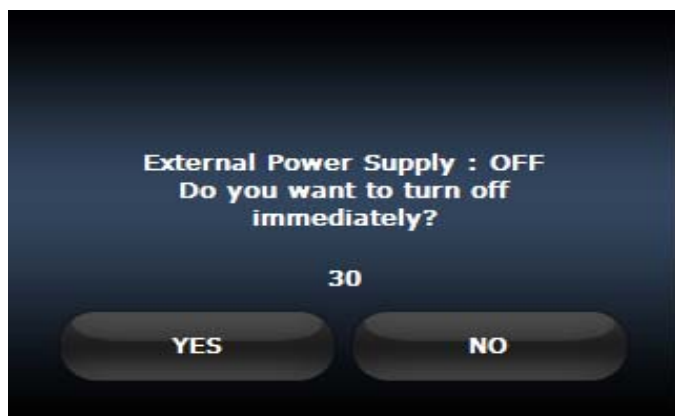 External Power Supply : OFF
Do you want to turn off
immediately?
30
YES
NO